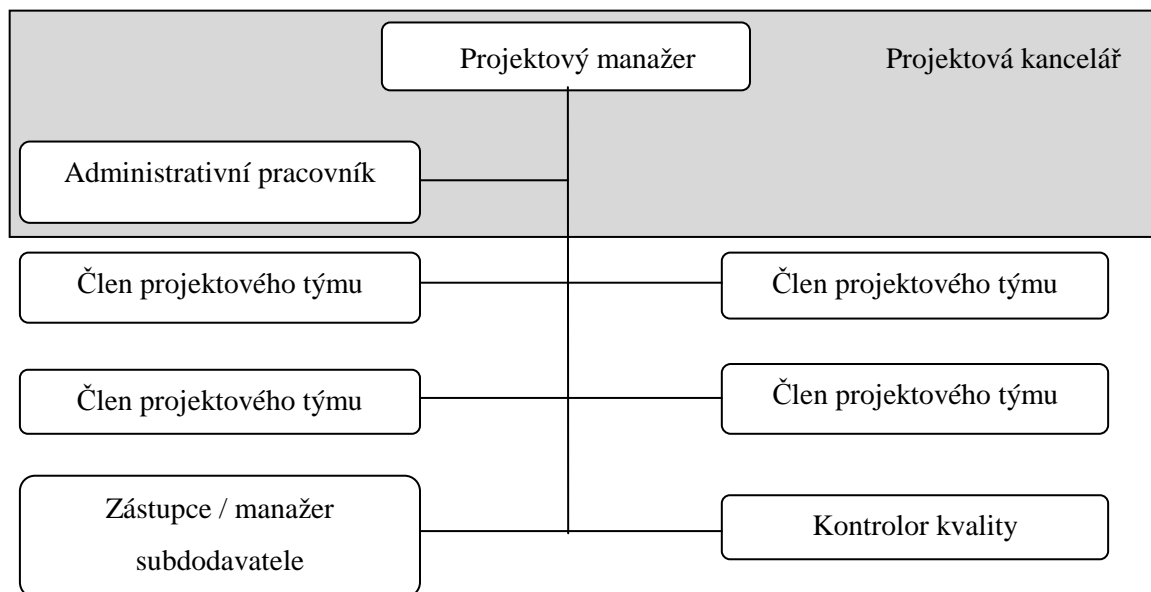 Projektový manažer
Projektová kancelář
Administrativní pracovník
Člen projektového týmu
Člen projektového týmu
Člen projektového týmu
Člen projektového týmu
Zástupce / manažer
subdodavatele
Kontrolor kvality